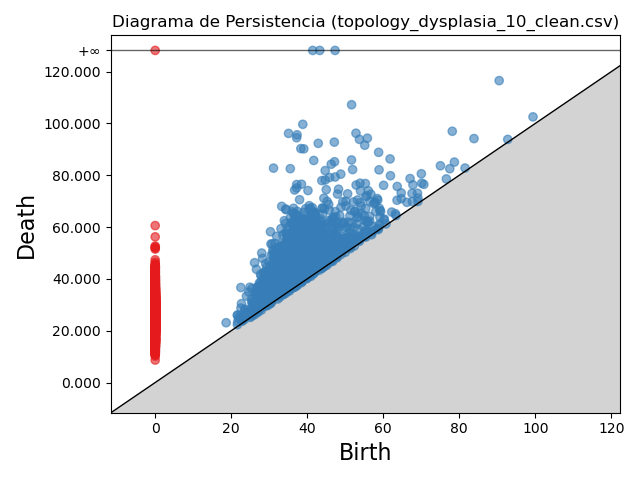 Diagrama de Persistencia (topology_dysplasia_10_clean.csv)
+∞
120.000
100.000
80.000
60.000
40.000
20.000
0.000
Death
0 20 40 60 80 100 120
Birth